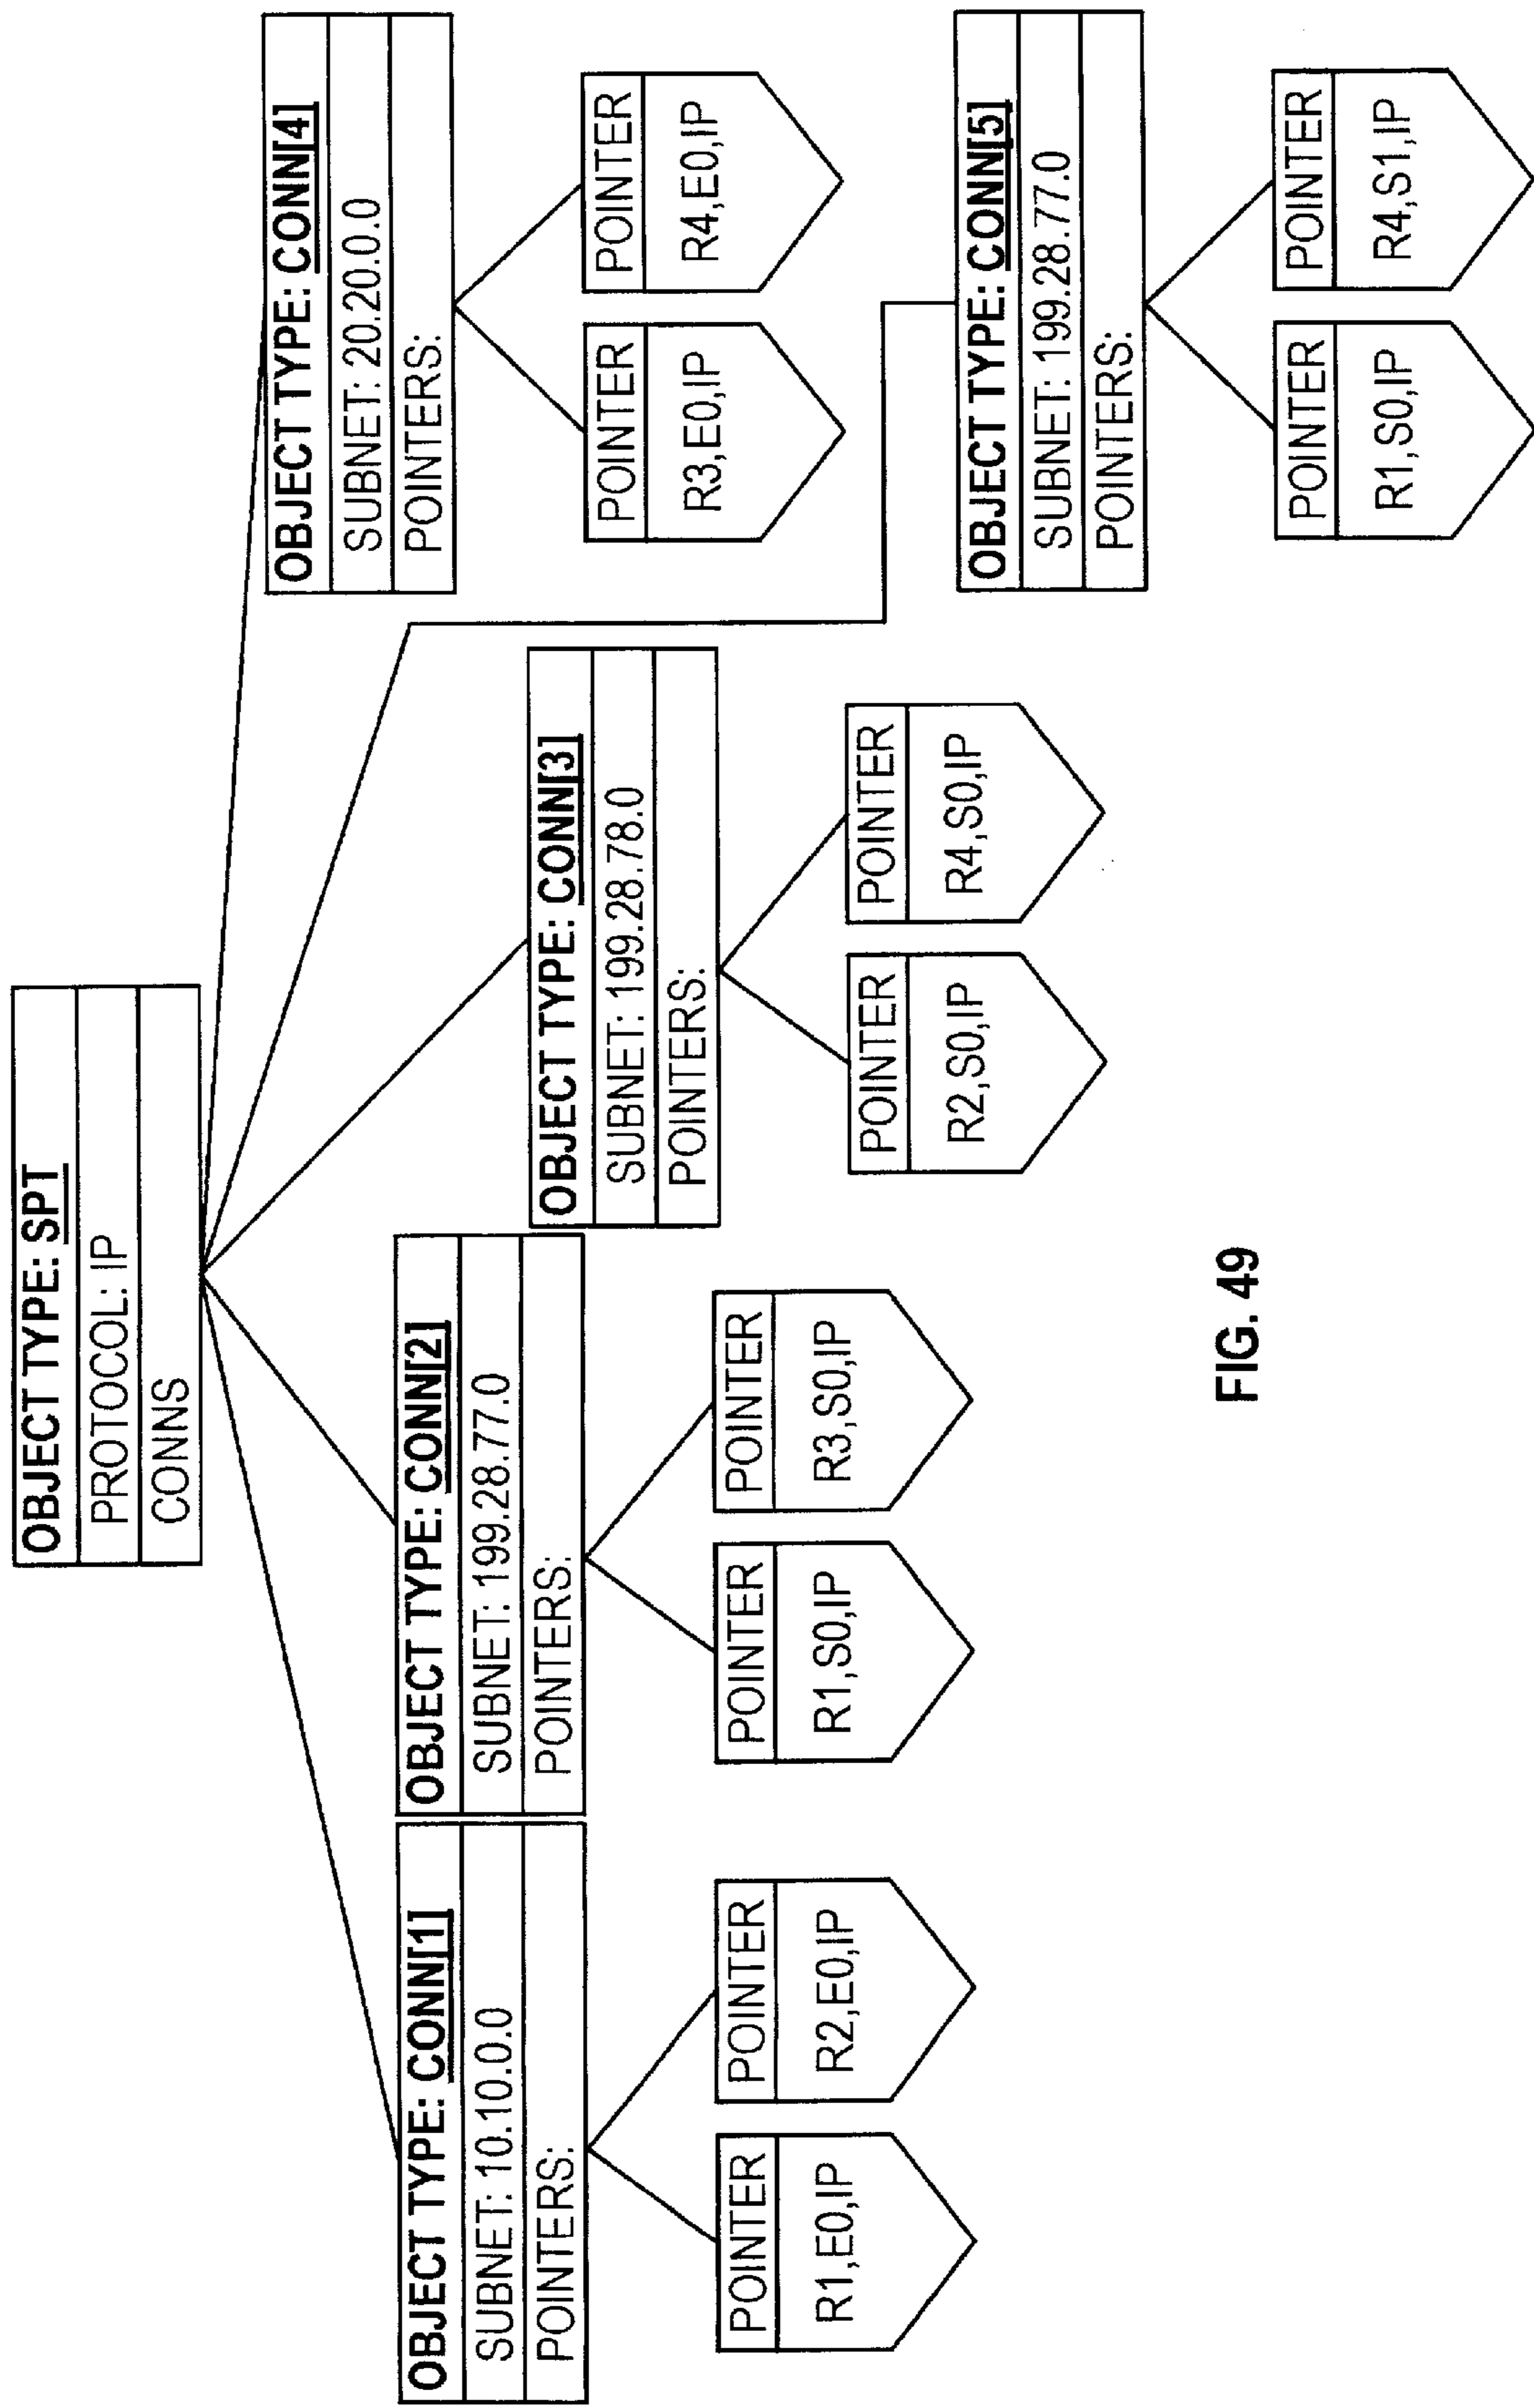 OBJECT TYPE: SPT
PROTOCOL: IP
CONNS
OBJECT TYPE: CONN[1]
SUBNET: 10.10.0.0
POINTERS:
POINTER
R1,E0,IP
POINTER
R2,E0,IP
OBJECT TYPE: CONN[2]
SUBNET: 199.28.77.0
POINTERS:
POINTER
R1,S0,IP
POINTER
R3,S0,IP
OBJECT TYPE: CONN[3]
SUBNET: 199.28.78.0
POINTERS:
POINTER
R2,S0,IP
POINTER
R4,S0,IP
OBJECT TYPE: CONN[4]
SUBNET: 20.20.0.0
POINTERS:
POINTER
R3,E0,IP
POINTER
R4,E0,IP
OBJECT TYPE: CONN[5]
SUBNET: 199.28.77.0
POINTERS:
POINTER
R1,S0,IP
POINTER
R4,S1,IP
FIG. 49